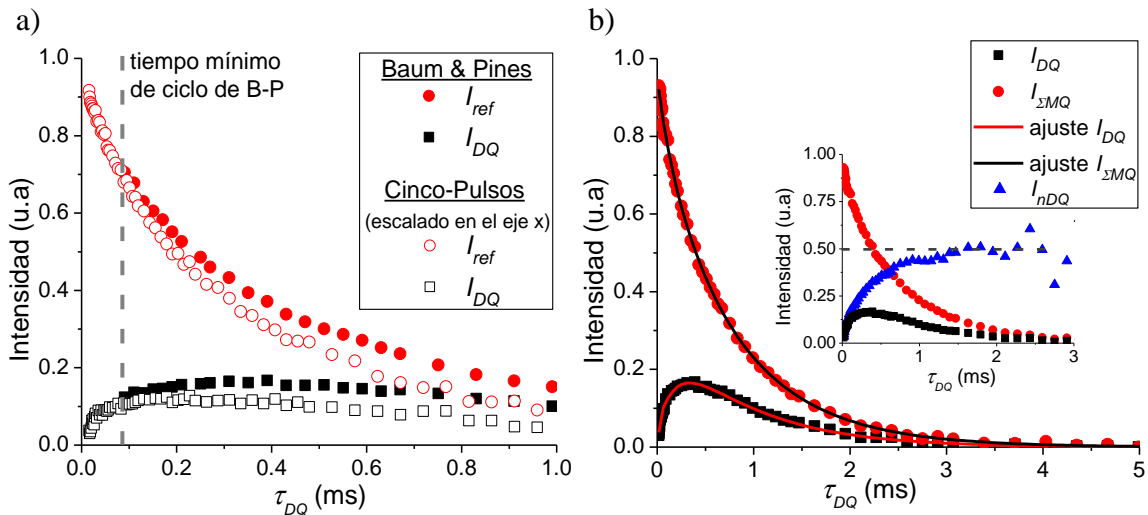 a)
Intensidad (u.a)
1.0
0.8
0.6
0.4
0.2
0.0
tiempo mínimo
de ciclo de B-P
Baum & Pines
I_ref
I_DQ
Cinco-Pulsos
(escalado en el eje x)
I_ref
I_DQ
0.0 0.2 0.4 0.6 0.8 1.0
τ_DQ (ms)
b)
Intensidad (u.a)
1.0
0.8
0.6
0.4
0.2
0.0
I_DQ
I_ΣMQ
ajuste I_DQ
ajuste I_ΣMQ
I_nDQ
Intensidad (u.a)
1.00
0.75
0.50
0.25
0.00
0 1 2 3
τ_DQ (ms)
0 1 2 3 4 5
τ_DQ (ms)